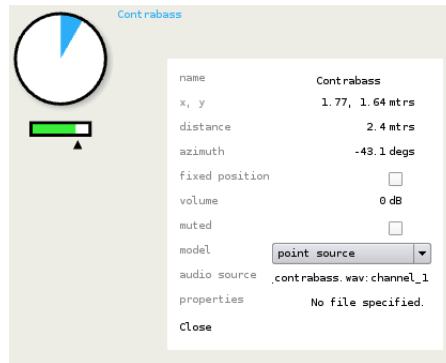 Contrabass
name Contrabass
x, y 1.77, 1.64 mtrs
distance 2.4 mtrs
azimuth -43.1 degs
fixed position
volume 0 dB
muted
model point source
audio source contrabass.wav:channel_1
properties No file specified.
Close